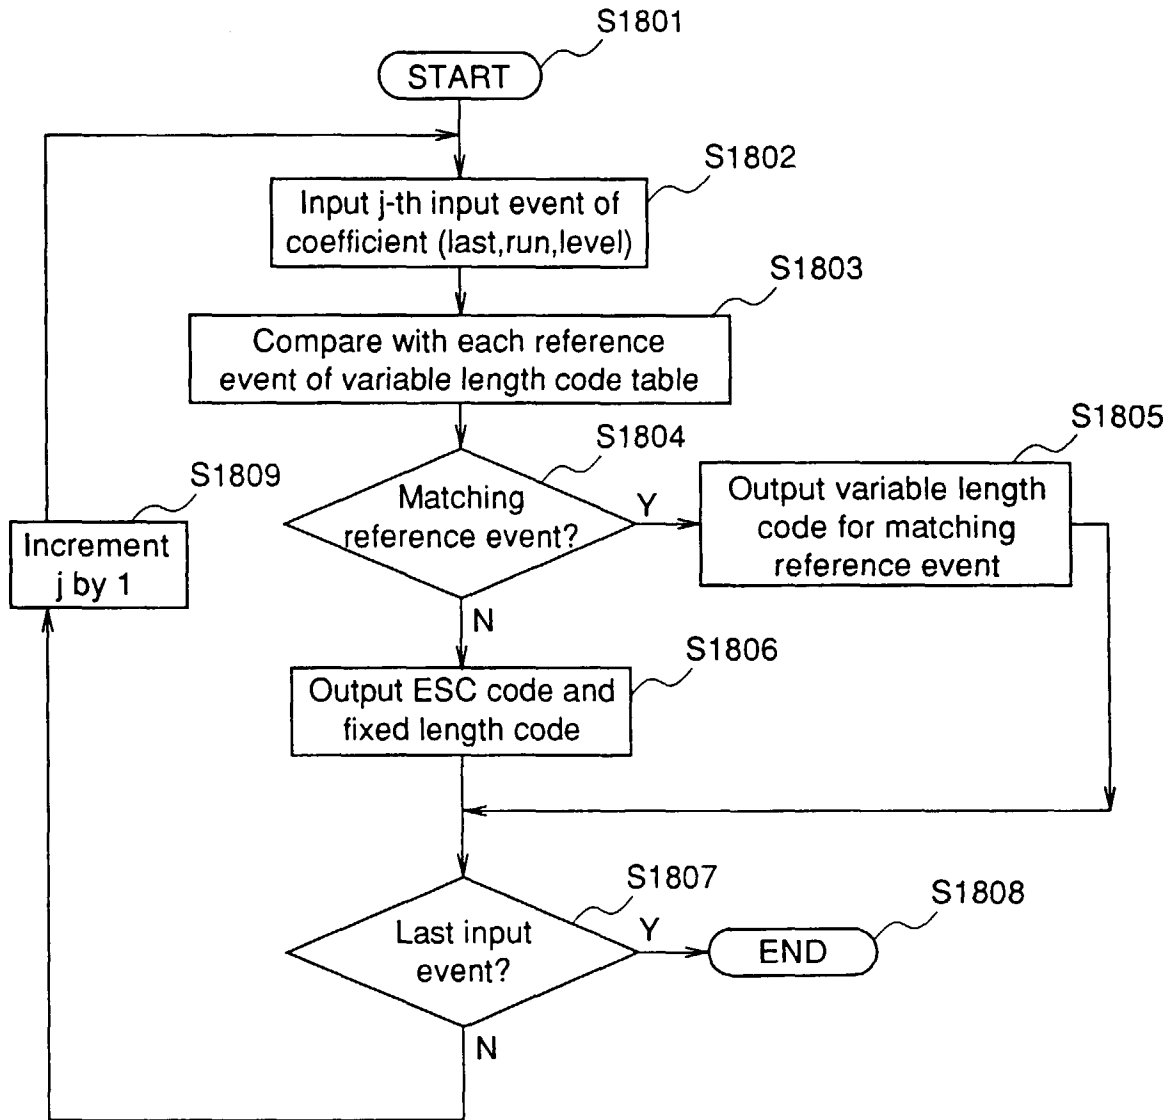 S1801
START
S1802
Input j-th input event of
coefficient (last,run,level)
S1803
Compare with each reference
event of variable length code table
S1804
Matching
reference event?
Y
N
S1805
Output variable length
code for matching
reference event
S1809
Increment
j by 1
S1806
Output ESC code and
fixed length code
S1807
Last input
event?
Y
N
S1808
END